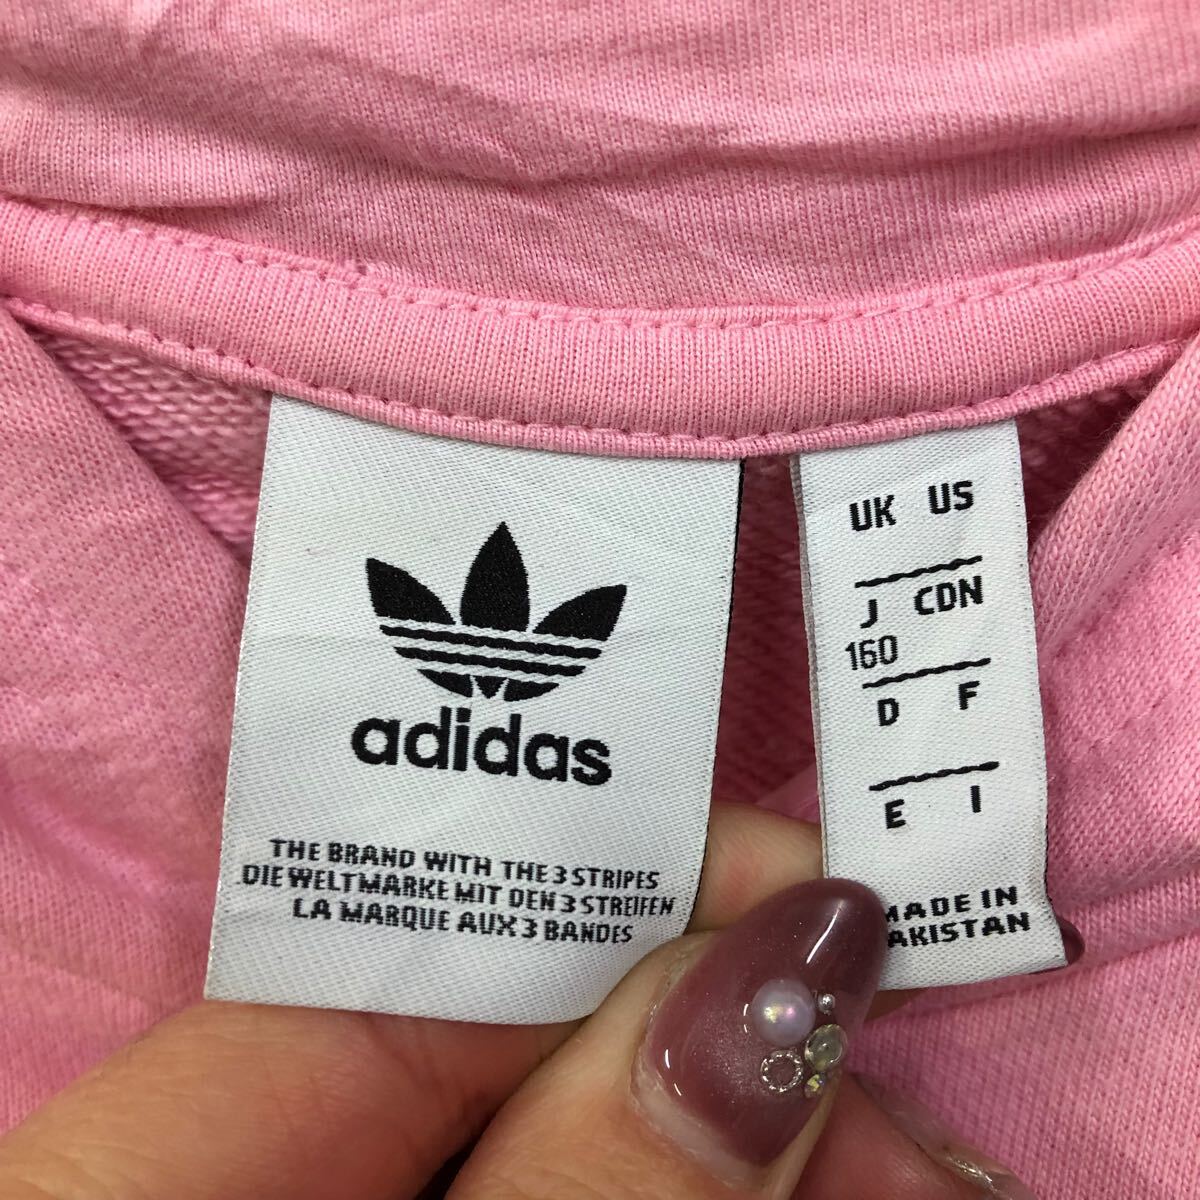 adidas
THE BRAND WITH THE 3 STRIPES
DIE WELTMARKE MIT DEN 3 STREIFEN
LA MARQUE AUX 3 BANDES
UK US
J CDN
160
D F
E I
MADE IN
AKISTAN